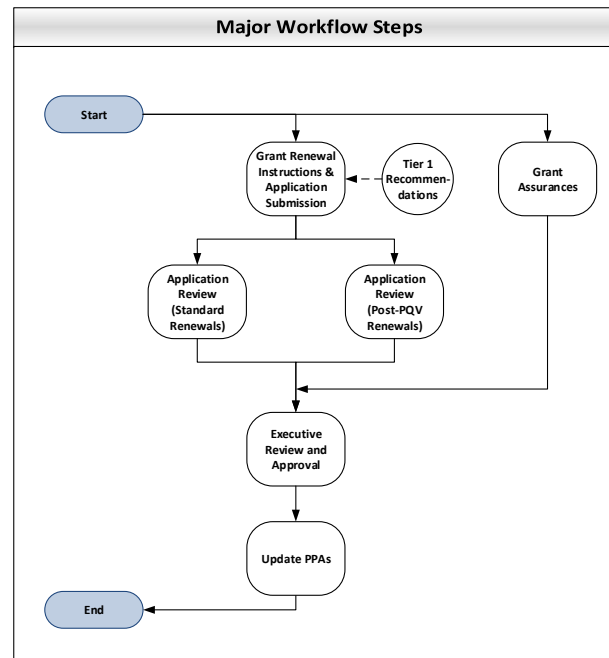 Major Workflow Steps
Start
Grant Renewal
Instructions &
Application
Submission
Tier 1
Recommen-
dations
Grant
Assurances
Application
Review
(Standard
Renewals)
Application
Review
(Post-PQV
Renewals)
Executive
Review and
Approval
Update PPAs
End